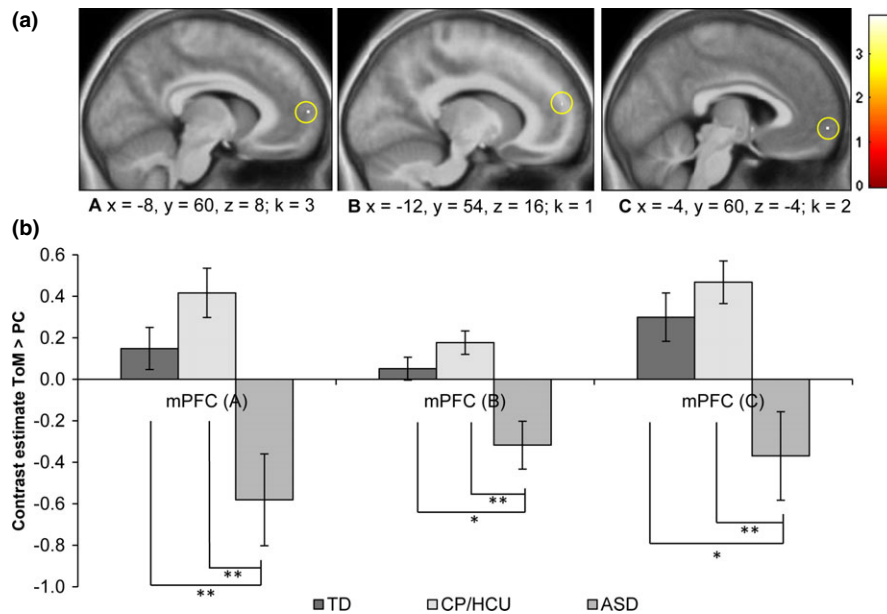 (a)
3
2
1
0
A x = -8, y = 60, z = 8; k = 3
B x = -12, y = 54, z = 16; k = 1
C x = -4, y = 60, z = -4; k = 2
(b)
Contrast estimate ToM > PC
0.6
0.4
0.2
0.0
-0.2
-0.4
-0.6
-0.8
-1.0
mPFC (A)
mPFC (B)
mPFC (C)
**
**
**
*
**
*
TD
CP/HCU
ASD